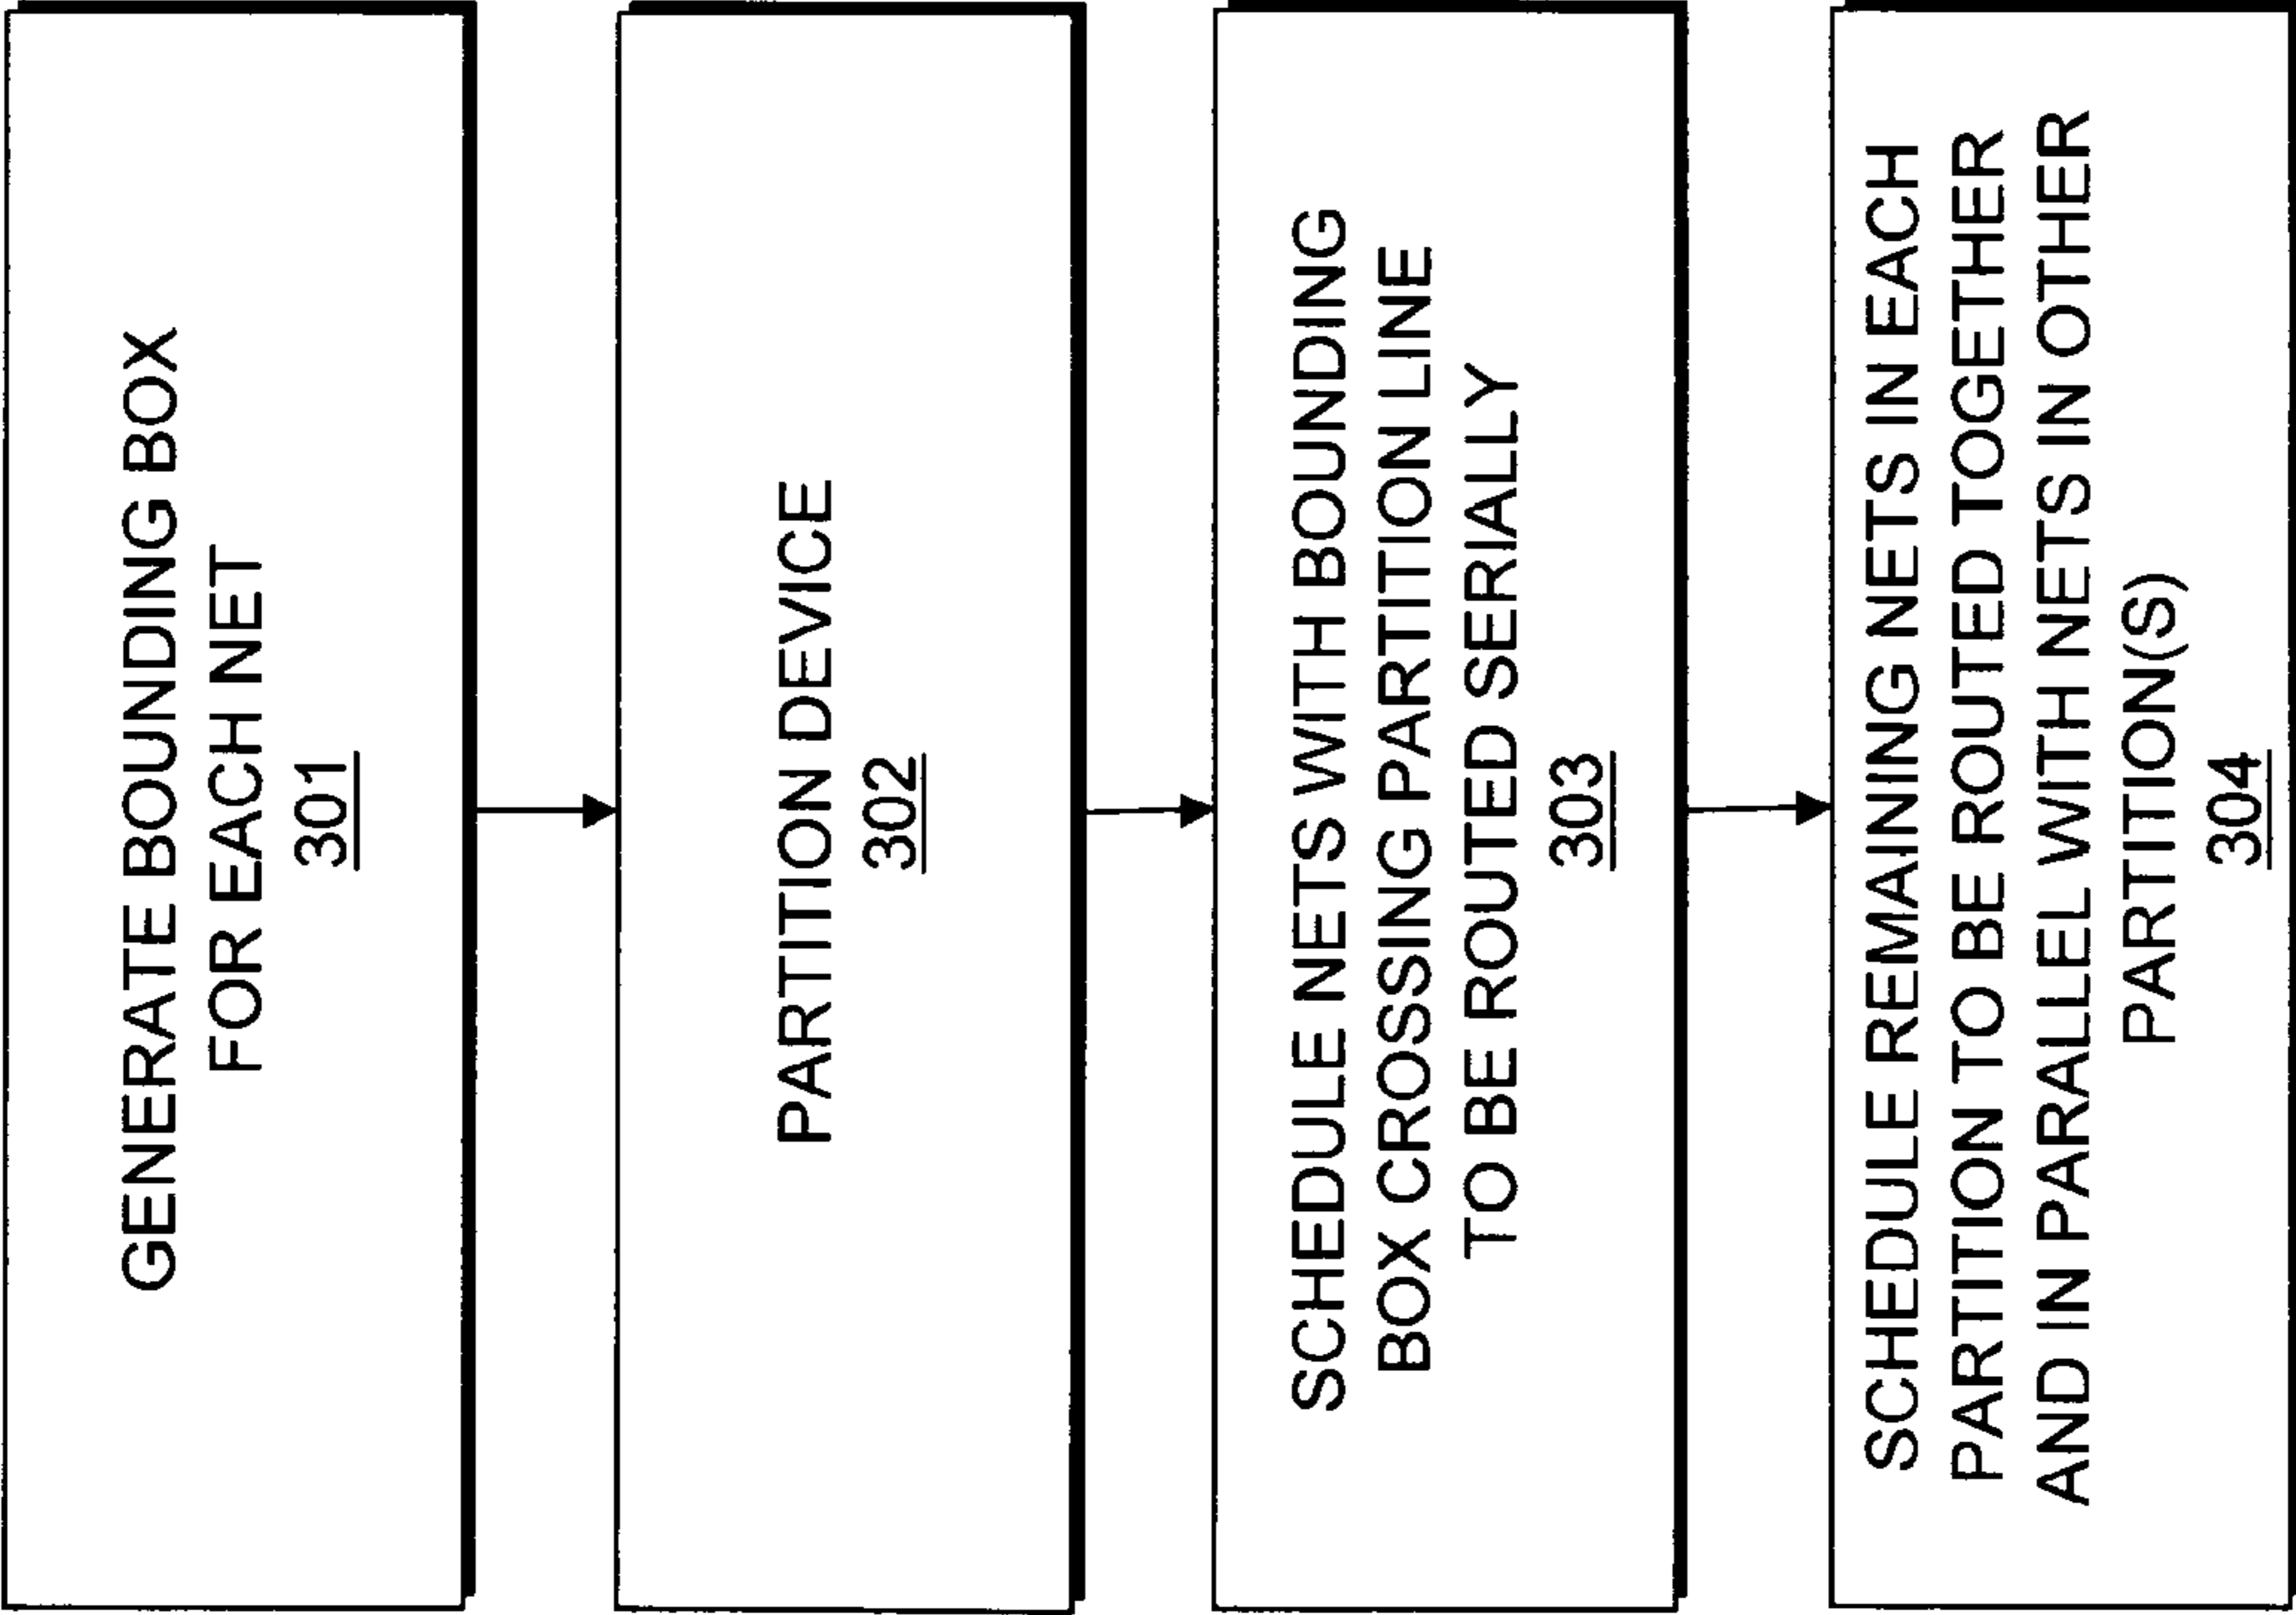 GENERATE BOUNDING BOX
FOR EACH NET
301
PARTITION DEVICE
302
SCHEDULE NETS WITH BOUNDING
BOX CROSSING PARTITION LINE
TO BE ROUTED SERIALLY
303
SCHEDULE REMAINING NETS IN EACH
PARTITION TO BE ROUTED TOGETHER
AND IN PARALLEL WITH NETS IN OTHER
PARTITION(S)
304